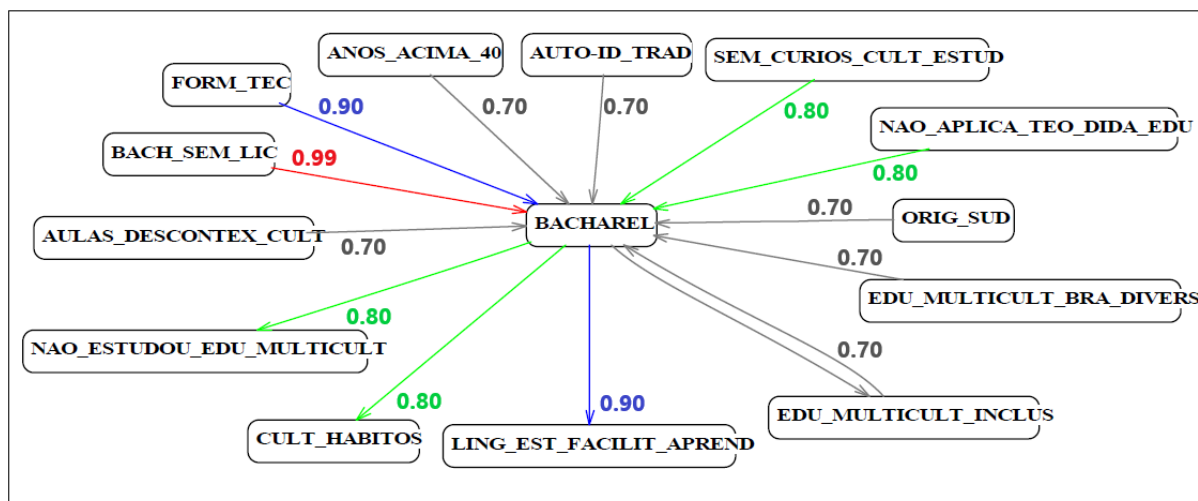 ANOS_ACIMA_40
AUTO-ID_TRAD
SEM_CURIOS_CULT_ESTUD
FORM_TEC
0.90
0.70
0.70
0.80
NAO_APLICA_TEO_DIDA_EDU
BACH_SEM_LIC
0.99
0.80
BACHAREL
0.70
ORIG_SUD
AULAS_DESCONTEX_CULT
0.70
0.70
EDU_MULTICULT_BRA_DIVERS
0.80
NAO_ESTUDOU_EDU_MULTICULT
0.70
0.80
0.90
EDU_MULTICULT_INCLUS
CULT_HABITOS
LING_EST_FACILIT_APREND